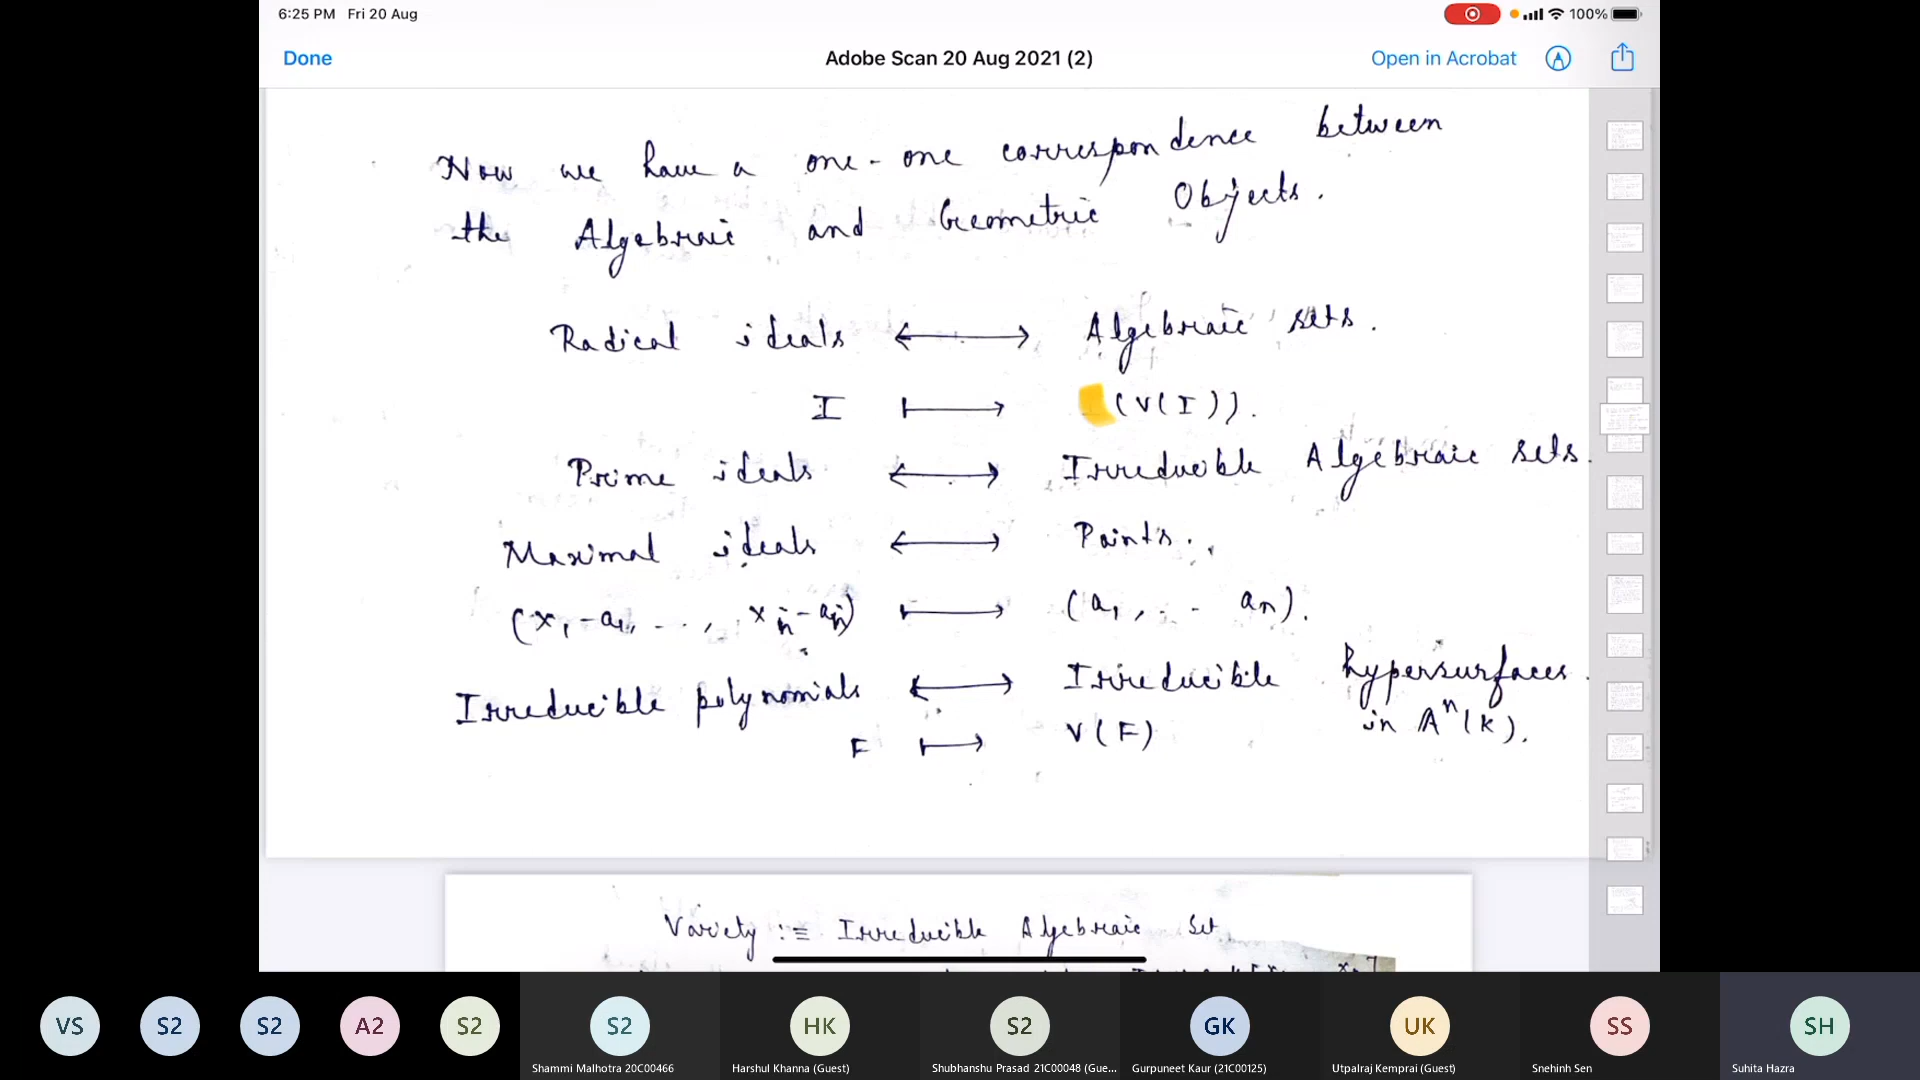 6:25 PM Fri 20 Aug
100%
Done
Adobe Scan 20 Aug 2021 (2)
Open in Acrobat
Now we have a one-one correspondence between
the Algebraic and Geometric Objects.
Radical ideals ⟷ Algebraic sets.
I ⟼ (V(I)).
Prime ideals ⟷ Irreducible Algebraic sets.
Maximal ideals ⟷ Points.
(x₁-a₁, ..., xₙ-aₙ) ⟼ (a₁, .. aₙ).
Irreducible polynomials ⟷ Irreducible hypersurfaces
in 𝔸ⁿ(k).
F ⟼ V(F)
Variety :≡ Irreducible Algebraic Set
VS
S2
S2
A2
S2
S2
HK
S2
GK
UK
SS
SH
Shammi Malhotra 20C00466
Harshul Khanna (Guest)
Shubhanshu Prasad 21C00048 (Gue...
Gurpuneet Kaur (21C00125)
Utpalraj Kemprai (Guest)
Snehinh Sen
Suhita Hazra